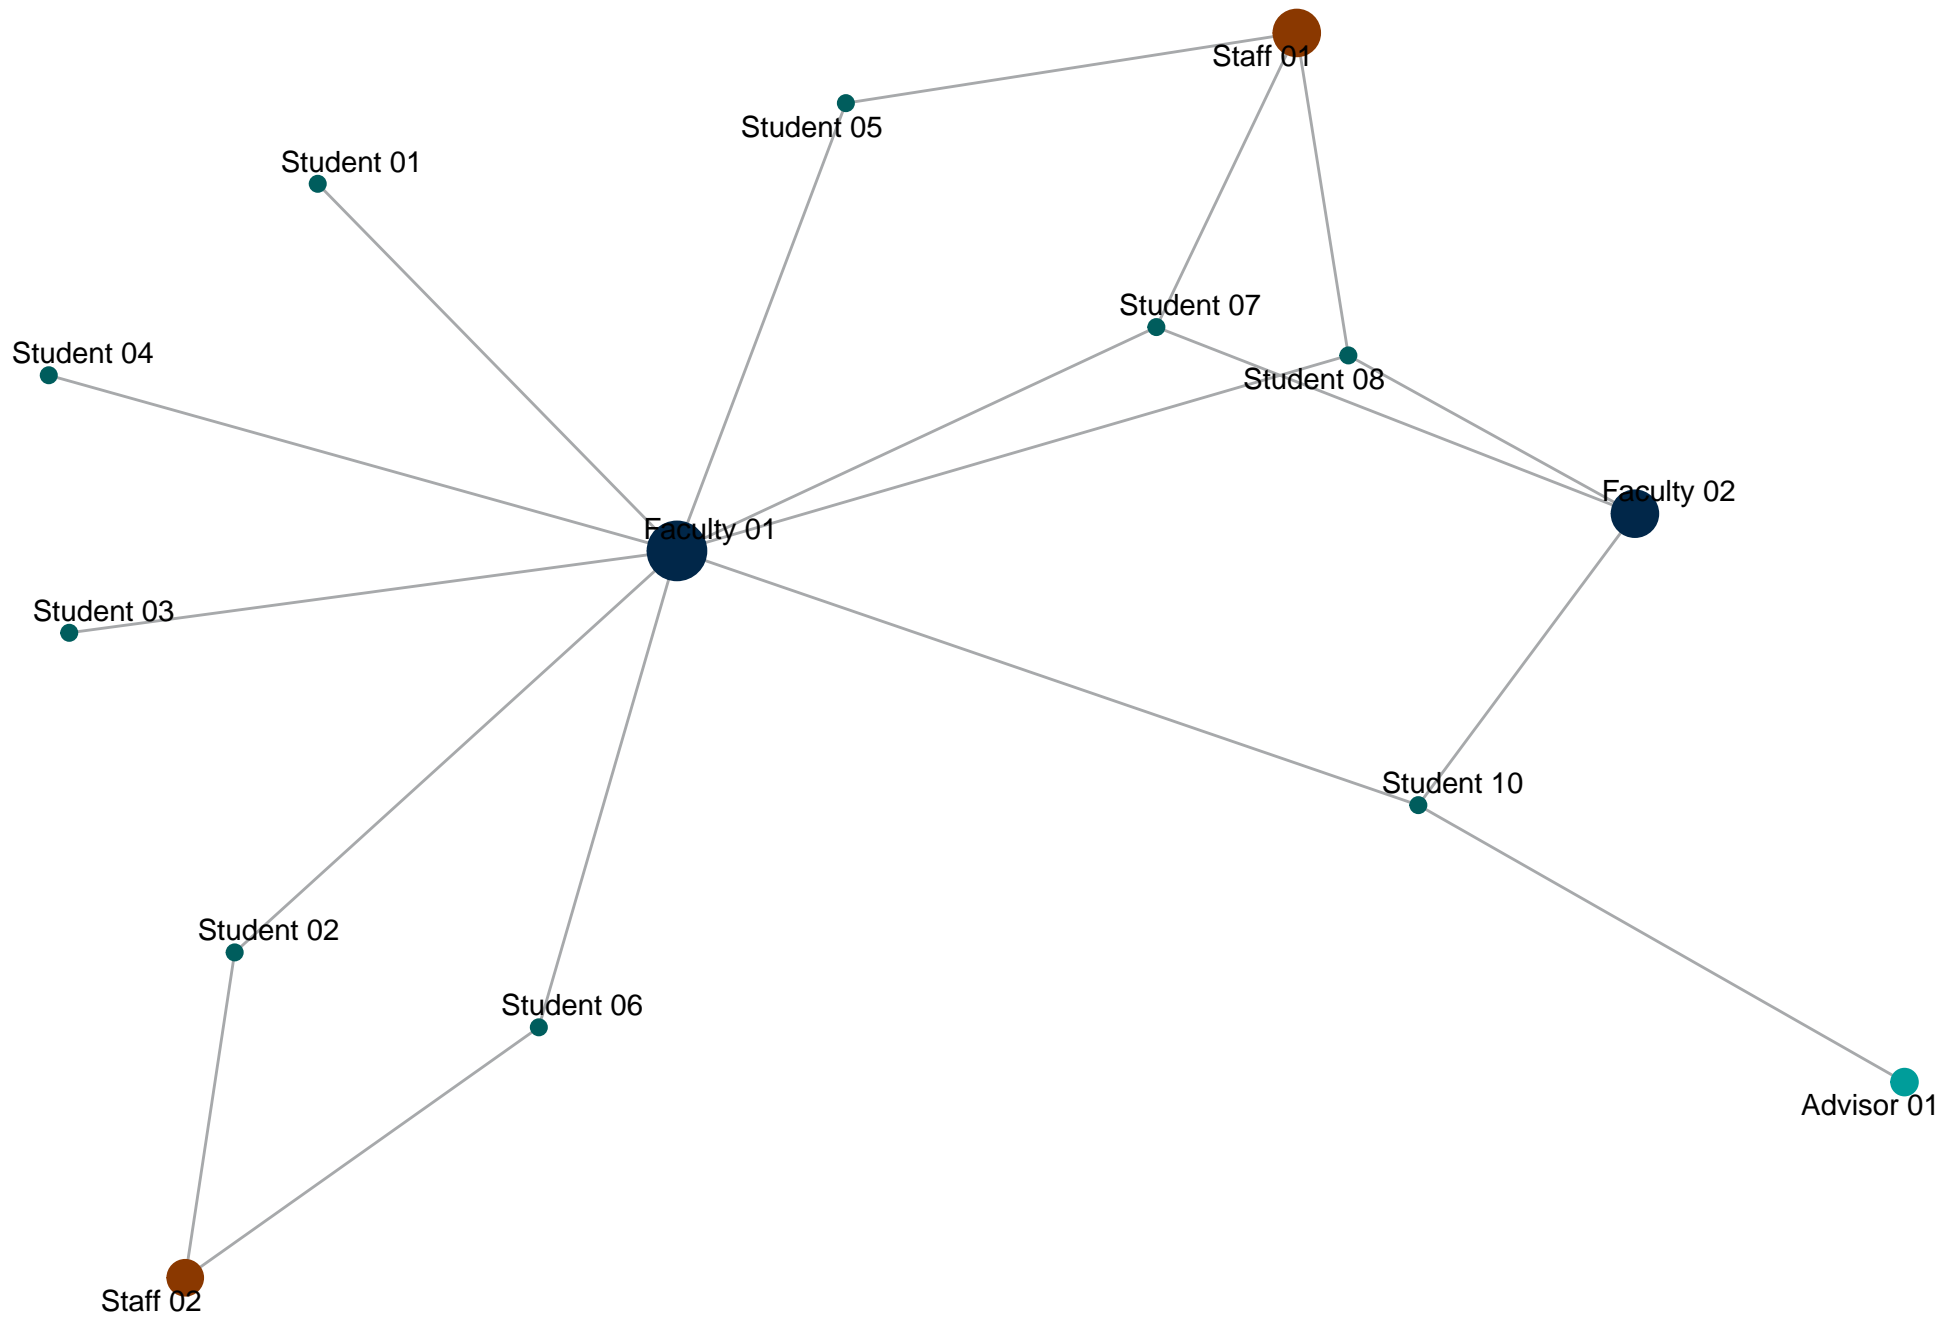 Staff 01
Student 05
Student 01
Student 07
Student 04
Student 08
Faculty 02
Faculty 01
Student 03
Student 10
Student 02
Student 06
Advisor 01
Staff 02